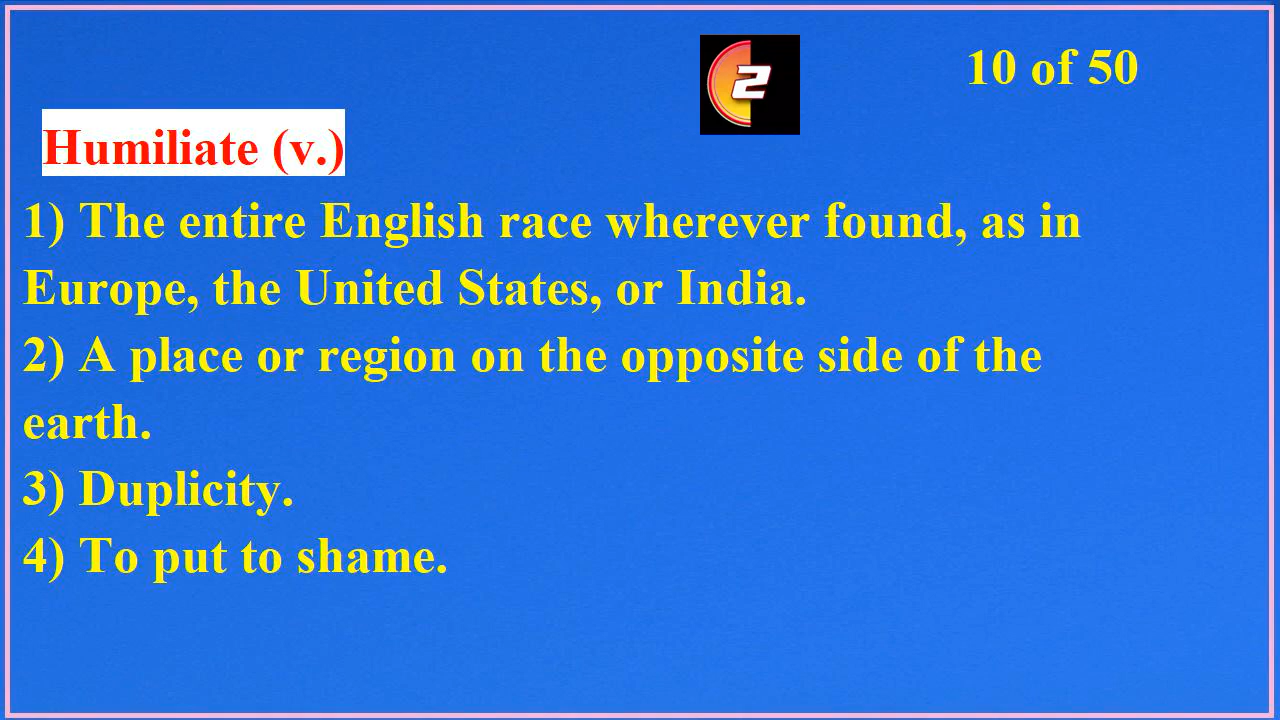 2
10 of 50
Humiliate (v.)
1) The entire English race wherever found, as in
Europe, the United States, or India.
2) A place or region on the opposite side of the
earth.
3) Duplicity.
4) To put to shame.